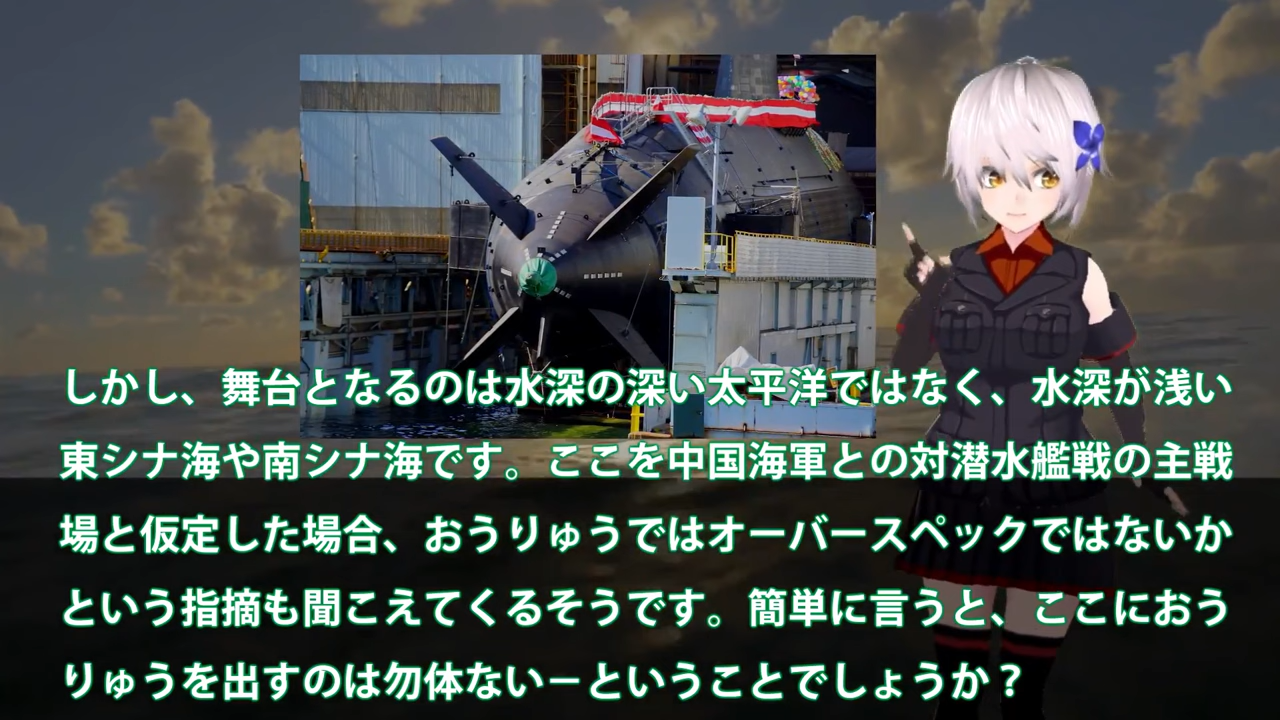 しかし、舞台となるのは水深の深い太平洋ではなく、水深が浅い
東シナ海や南シナ海です。ここを中国海軍との対潜水艦戦の主戦
場と仮定した場合、おうりゅうではオーバースペックではないか
という指摘も聞こえてくるそうです。簡単に言うと、ここにおう
りゅうを出すのは勿体ない－ということでしょうか？